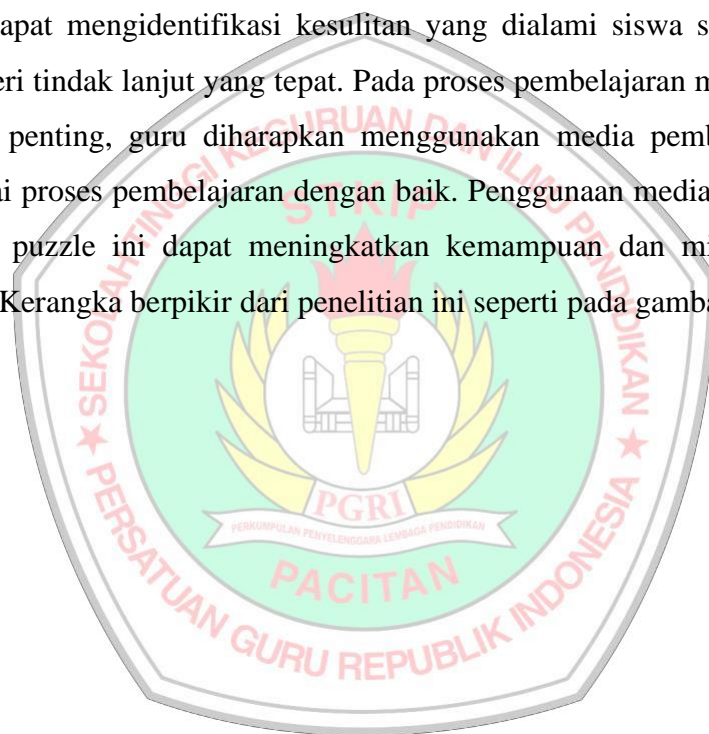 apat mengidentifikasi kesulitan yang dialami siswa s
eri tindak lanjut yang tepat. Pada proses pembelajaran m
penting, guru diharapkan menggunakan media pemb
ai proses pembelajaran dengan baik. Penggunaan media
puzzle ini dapat meningkatkan kemampuan dan mi
Kerangka berpikir dari penelitian ini seperti pada gamba
SEKOLAH TINGGI KEGURUAN DAN ILMU PENDIDIKAN
STKIP
PGRI
PERKUMPULAN PENYELENGGARA LEMBAGA PENDIDIKAN
PACITAN
PERSATUAN GURU REPUBLIK INDONESIA